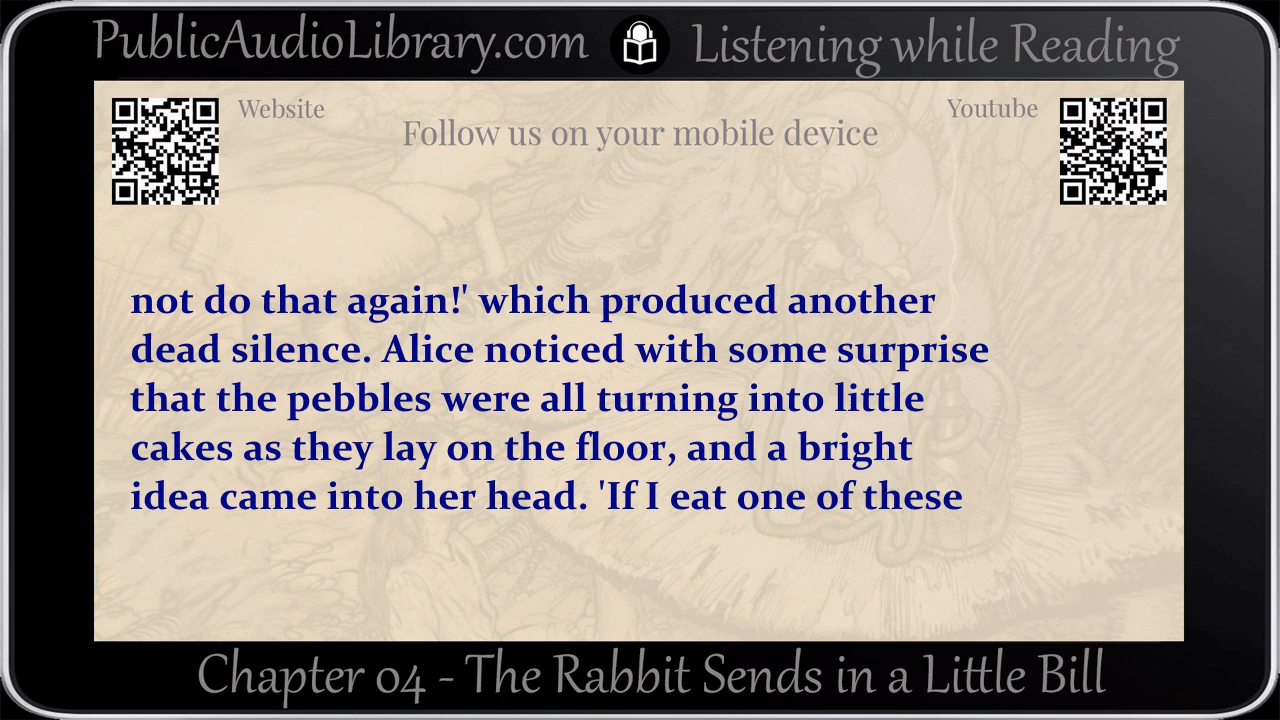 PublicAudioLibrary.com Listening while Reading
Website
Youtube
Follow us on your mobile device
not do that again!' which produced another
dead silence. Alice noticed with some surprise
that the pebbles were all turning into little
cakes as they lay on the floor, and a bright
idea came into her head. 'If I eat one of these
Chapter 04 - The Rabbit Sends in a Little Bill